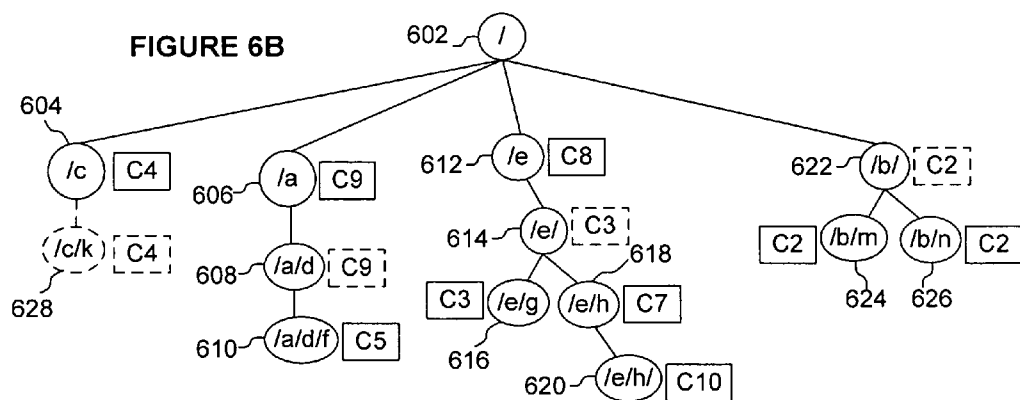 FIGURE 6B
602 /
604
/c C4
606 /a C9
612 /e C8
622 /b/ C2
/c/k C4
628
608 /a/d C9
614 /e/ C3
618
C2 /b/m /b/n C2
624 626
610 /a/d/f C5
C3 /e/g /e/h C7
616
620 /e/h/ C10